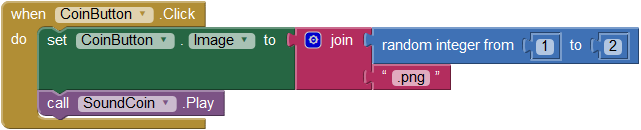 when CoinButton .Click
do set CoinButton . Image to join random integer from 1 to 2
“ .png ”
call SoundCoin .Play